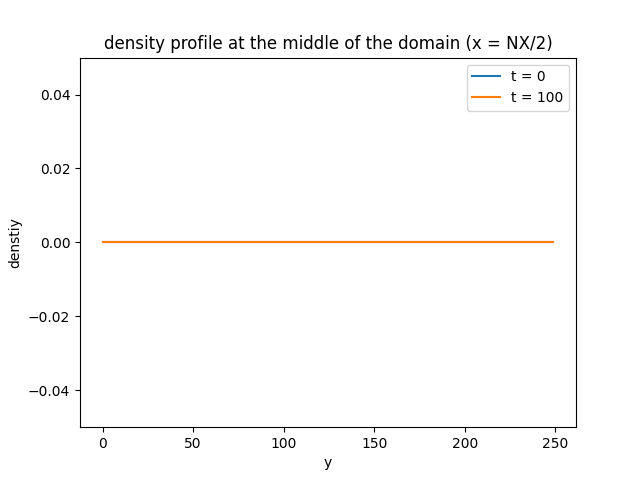 density profile at the middle of the domain (x = NX/2)
t = 0
t = 100
0.04
0.02
0.00
−0.02
−0.04
denstiy
0 50 100 150 200 250
y